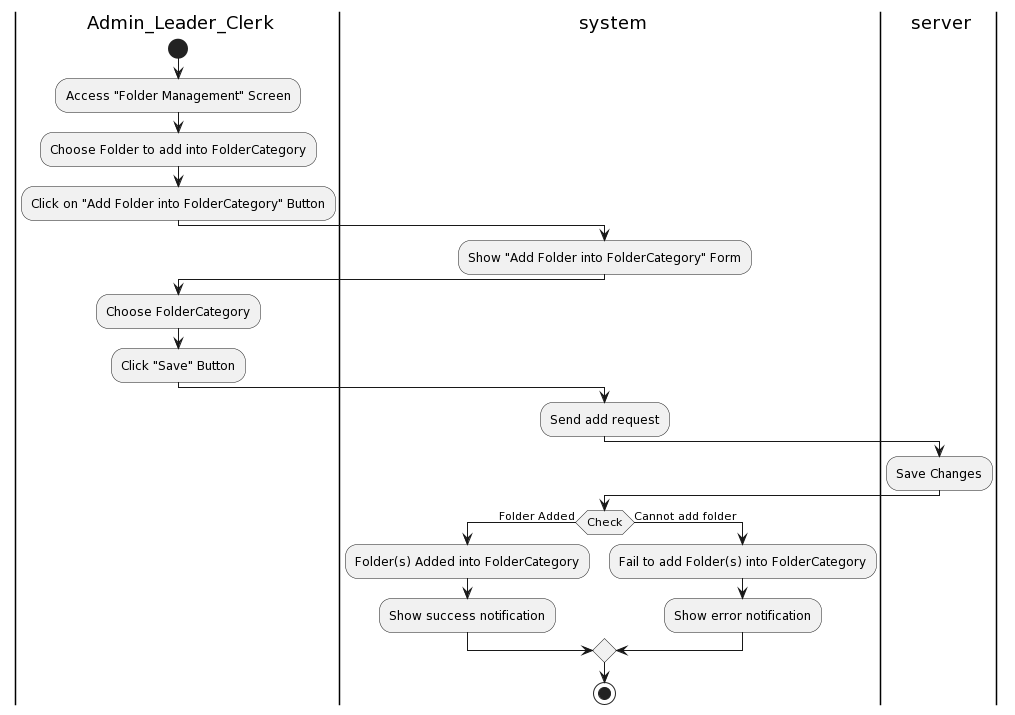 Admin_Leader_Clerk
system
server
Access "Folder Management" Screen
Choose Folder to add into FolderCategory
Click on "Add Folder into FolderCategory" Button
Show "Add Folder into FolderCategory" Form
Choose FolderCategory
Click "Save" Button
Send add request
Save Changes
Folder Added
Check
Cannot add folder
Folder(s) Added into FolderCategory
Fail to add Folder(s) into FolderCategory
Show success notification
Show error notification